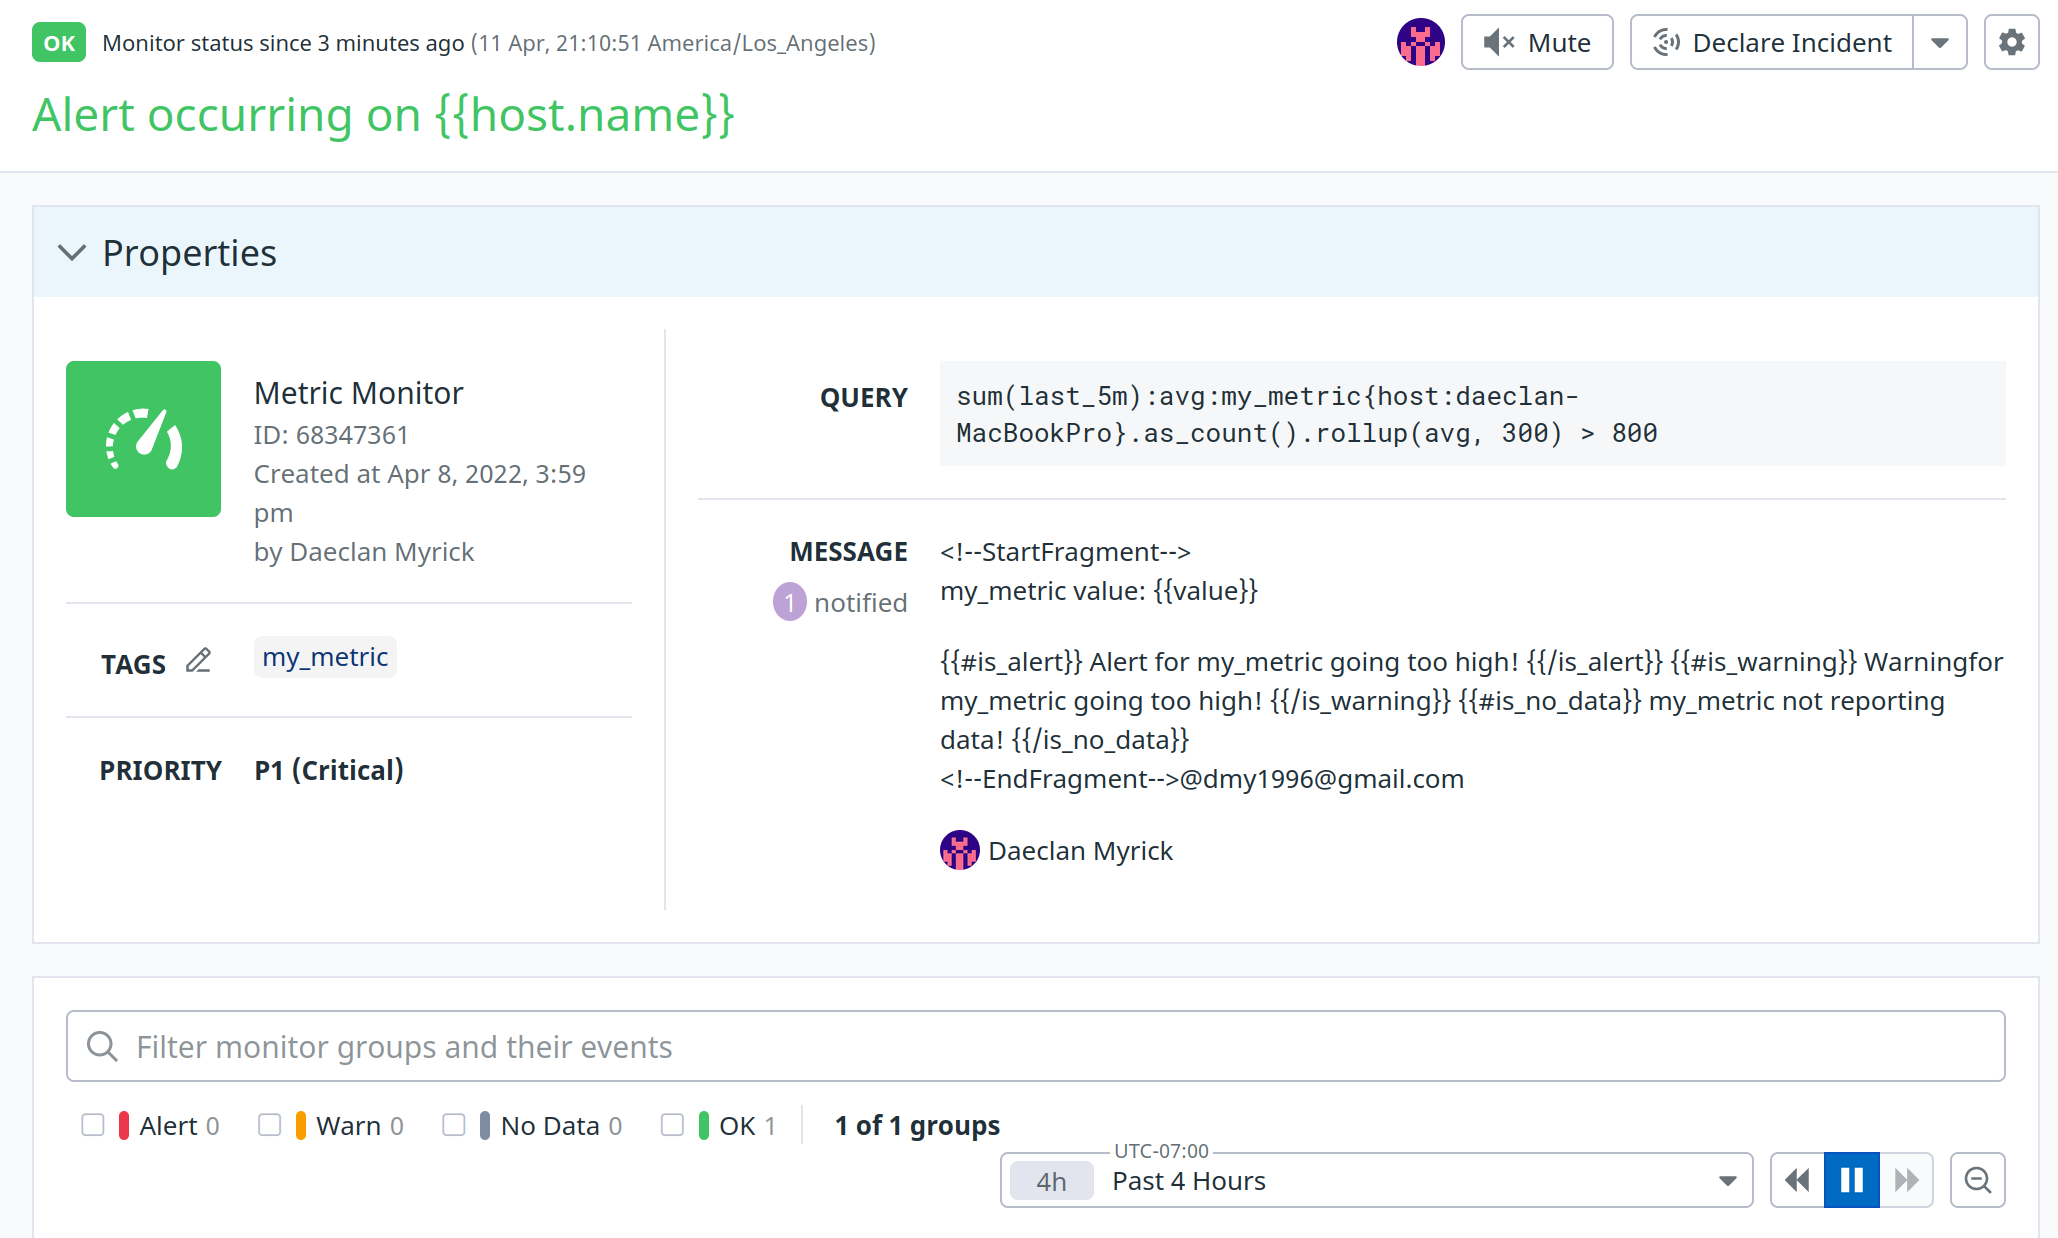 OK Monitor status since 3 minutes ago (11 Apr, 21:10:51 America/Los_Angeles)
Mute
Declare Incident
Alert occurring on {{host.name}}
Properties
Metric Monitor
ID: 68347361
Created at Apr 8, 2022, 3:59
pm
by Daeclan Myrick
TAGS my_metric
PRIORITY P1 (Critical)
QUERY
sum(last_5m):avg:my_metric{host:daeclan-
MacBookPro}.as_count().rollup(avg, 300) > 800
MESSAGE
1 notified
<!--StartFragment-->
my_metric value: {{value}}
{{#is_alert}} Alert for my_metric going too high! {{/is_alert}} {{#is_warning}} Warningfor
my_metric going too high! {{/is_warning}} {{#is_no_data}} my_metric not reporting
data! {{/is_no_data}}
<!--EndFragment-->@dmy1996@gmail.com
Daeclan Myrick
Filter monitor groups and their events
Alert 0 Warn 0 No Data 0 OK 1 1 of 1 groups
UTC-07:00
4h Past 4 Hours